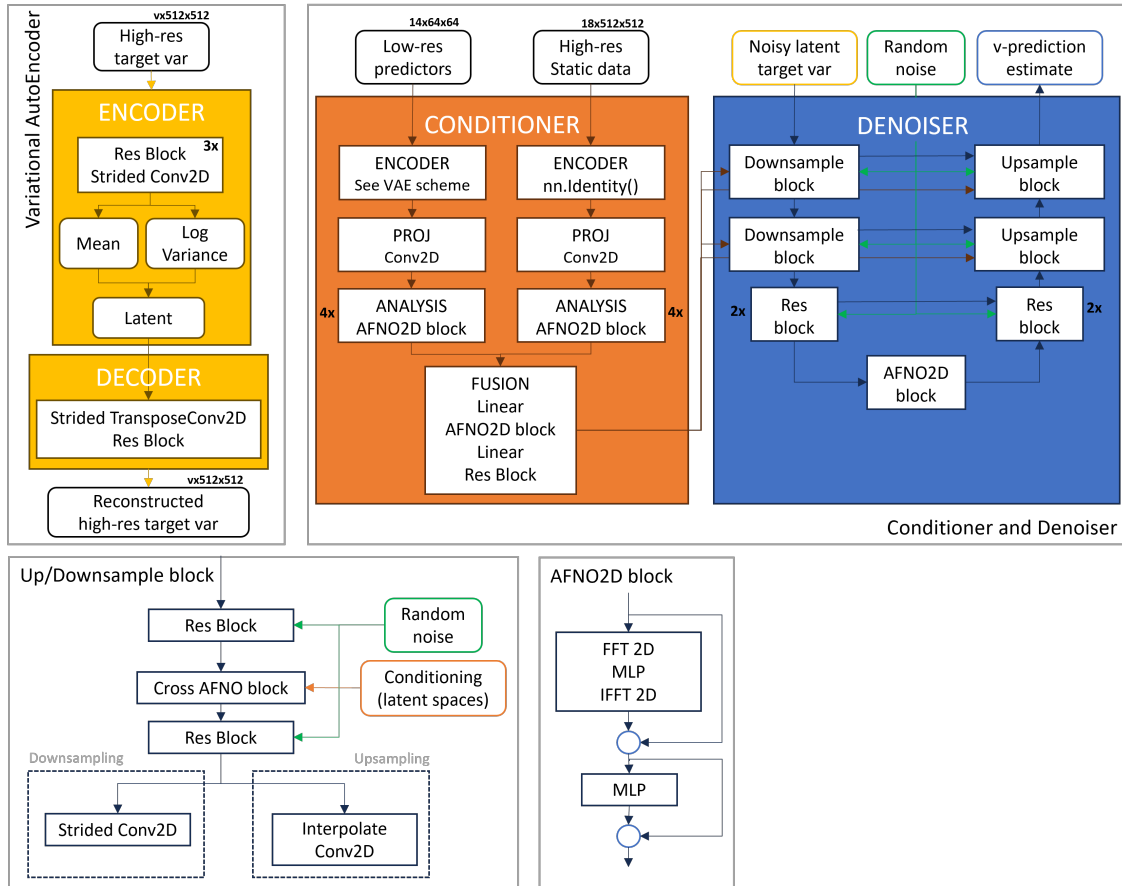 Variational AutoEncoder
vx512x512
High-res
target var
ENCODER
Res Block
3x
Strided Conv2D
Mean
Log
Variance
Latent
DECODER
Strided TransposeConv2D
Res Block
vx512x512
Reconstructed
high-res target var
14x64x64
Low-res
predictors
18x512x512
High-res
Static data
CONDITIONER
ENCODER
See VAE scheme
ENCODER
nn.Identity()
PROJ
Conv2D
PROJ
Conv2D
4x
ANALYSIS
AFNO2D block
ANALYSIS
AFNO2D block
4x
FUSION
Linear
AFNO2D block
Linear
Res Block
Noisy latent
target var
Random
noise
v-prediction
estimate
DENOISER
Downsample
block
Upsample
block
Downsample
block
Upsample
block
2x
Res
block
Res
block
2x
AFNO2D
block
Conditioner and Denoiser
Up/Downsample block
Res Block
Random
noise
Cross AFNO block
Conditioning
(latent spaces)
Res Block
Downsampling
Upsampling
Strided Conv2D
Interpolate
Conv2D
AFNO2D block
FFT 2D
MLP
IFFT 2D
MLP